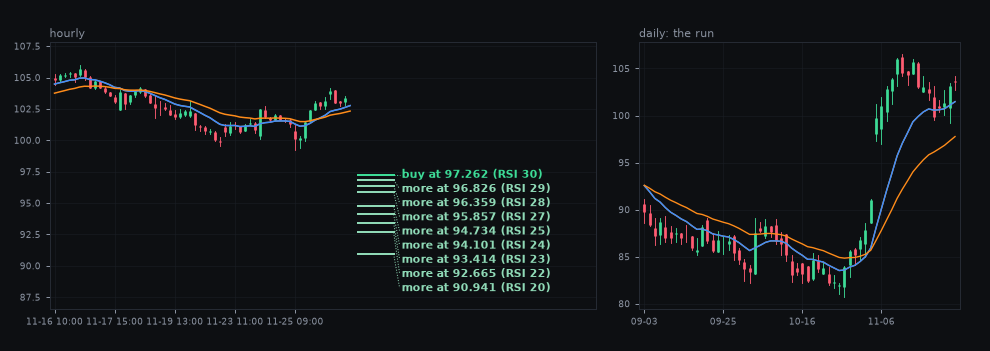 hourly
107.5
105.0
102.5
100.0
97.5
95.0
92.5
90.0
87.5
11-16 10:00 11-17 15:00 11-19 13:00 11-23 11:00 11-25 09:00
buy at 97.262 (RSI 30)
more at 96.826 (RSI 29)
more at 96.359 (RSI 28)
more at 95.857 (RSI 27)
more at 94.734 (RSI 25)
more at 94.101 (RSI 24)
more at 93.414 (RSI 23)
more at 92.665 (RSI 22)
more at 90.941 (RSI 20)
daily: the run
105
100
95
90
85
80
09-03 09-25 10-16 11-06